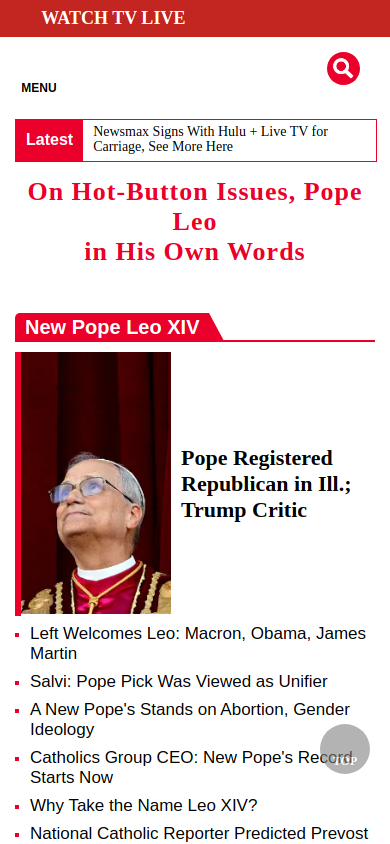 WATCH TV LIVE
MENU
Latest
Newsmax Signs With Hulu + Live TV for
Carriage, See More Here
On Hot-Button Issues, Pope
Leo
in His Own Words
New Pope Leo XIV
Pope Registered
Republican in Ill.;
Trump Critic
Left Welcomes Leo: Macron, Obama, James
Martin
Salvi: Pope Pick Was Viewed as Unifier
A New Pope's Stands on Abortion, Gender
Ideology
Catholics Group CEO: New Pope's Record
Starts Now
TOP
Why Take the Name Leo XIV?
National Catholic Reporter Predicted Prevost